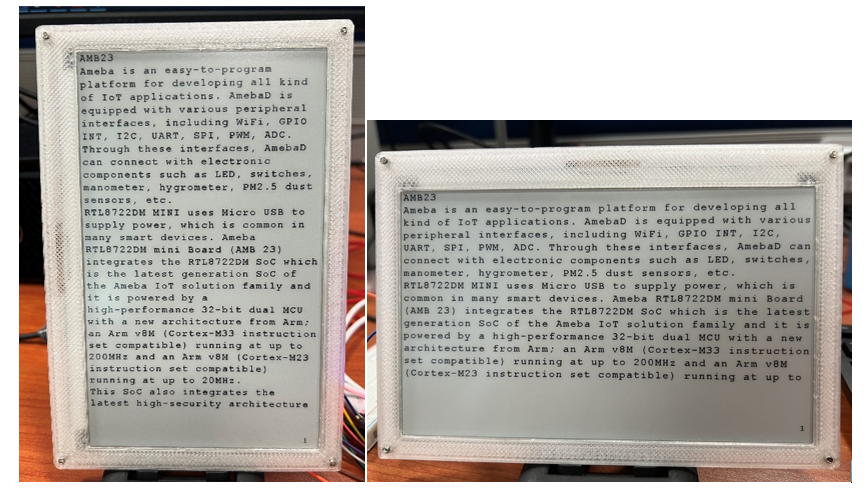 AMB23
Ameba is an easy-to-program
platform for developing all kind
of IoT applications. AmebaD is
equipped with various peripheral
interfaces, including WiFi, GPIO
INT, I2C, UART, SPI, PWM, ADC.
Through these interfaces, AmebaD
can connect with electronic
components such as LED, switches,
manometer, hygrometer, PM2.5 dust
sensors, etc.
RTL8722DM MINI uses Micro USB to
supply power, which is common in
many smart devices. Ameba
RTL8722DM mini Board (AMB 23)
integrates the RTL8722DM SoC which
is the latest generation SoC of
the Ameba IoT solution family and
it is powered by a
high-performance 32-bit dual MCU
with a new architecture from Arm;
an Arm v8M (Cortex-M33 instruction
set compatible) running at up to
200MHz and an Arm v8M (Cortex-M23
instruction set compatible)
running at up to 20MHz.
This SoC also integrates the
latest high-security architecture
1
AMB23
Ameba is an easy-to-program platform for developing all
kind of IoT applications. AmebaD is equipped with various
peripheral interfaces, including WiFi, GPIO INT, I2C,
UART, SPI, PWM, ADC. Through these interfaces, AmebaD can
connect with electronic components such as LED, switches,
manometer, hygrometer, PM2.5 dust sensors, etc.
RTL8722DM MINI uses Micro USB to supply power, which is
common in many smart devices. Ameba RTL8722DM mini Board
(AMB 23) integrates the RTL8722DM SoC which is the latest
generation SoC of the Ameba IoT solution family and it is
powered by a high-performance 32-bit dual MCU with a new
architecture from Arm; an Arm v8M (Cortex-M33 instruction
set compatible) running at up to 200MHz and an Arm v8M
(Cortex-M23 instruction set compatible) running at up to
1